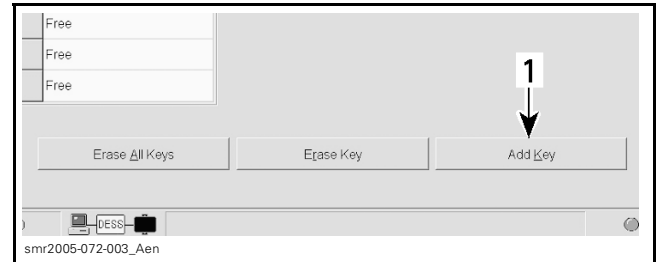 Free
Free
Free
1
Erase All Keys
Erase Key
Add Key
DESS
smr2005-072-003_Aen